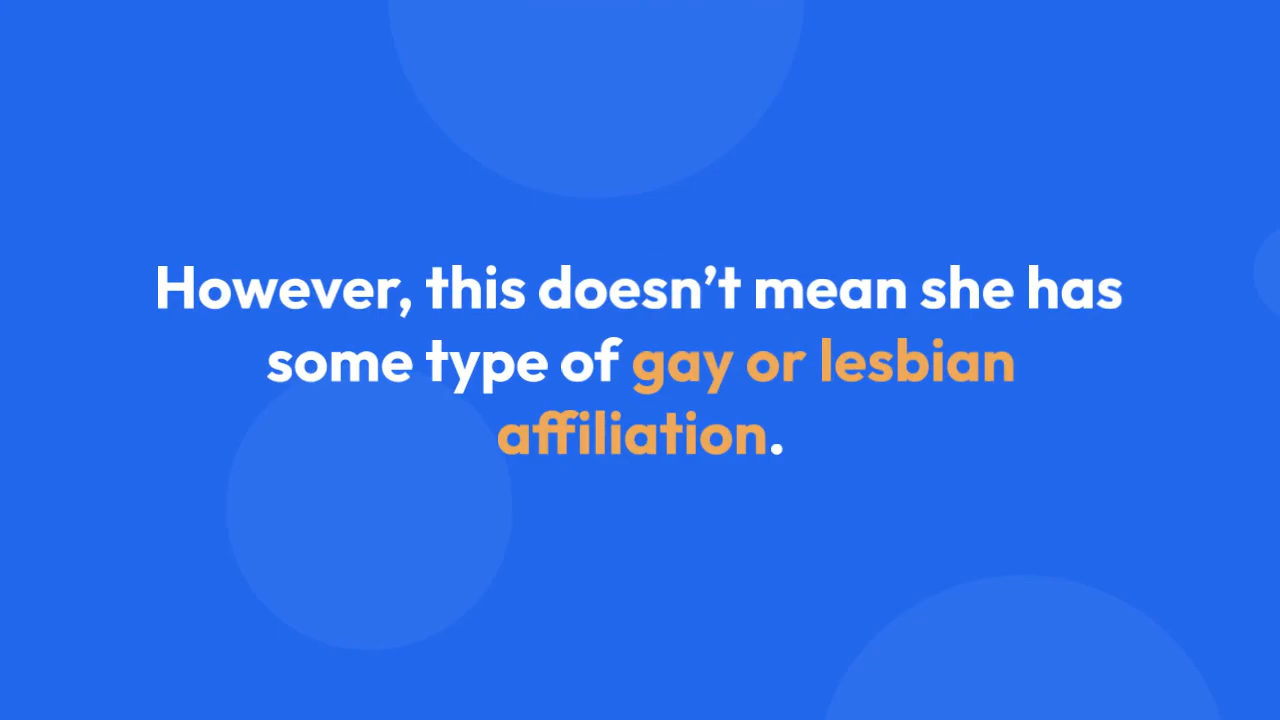 However, this doesn’t mean she has
some type of gay or lesbian
affiliation.